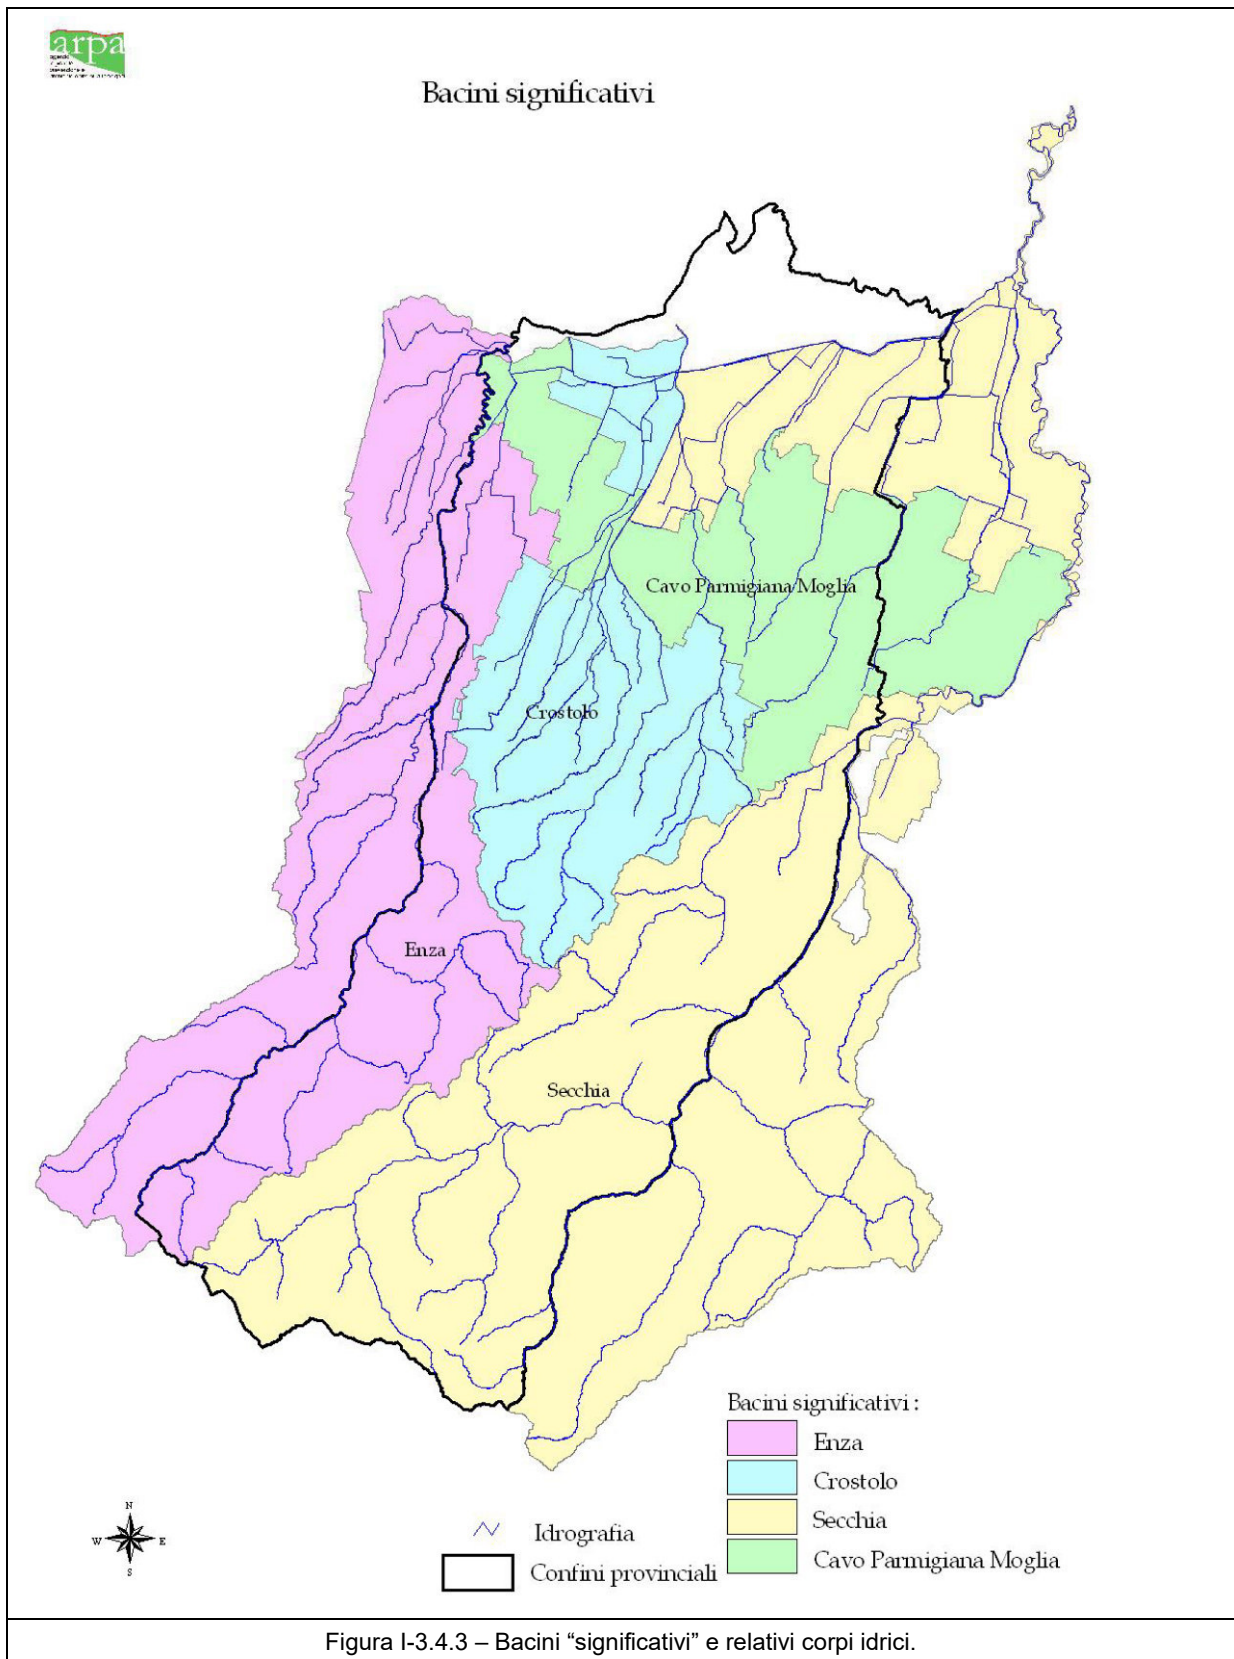 arpa
Bacini significativi
Cavo Parmigiana Moglia
Crostolo
Enza
Secchia
Bacini significativi :
Enza
Crostolo
Secchia
Cavo Parmigiana Moglia
Idrografia
Confini provinciali
N
W E
S
Figura I-3.4.3 – Bacini “significativi” e relativi corpi idrici.